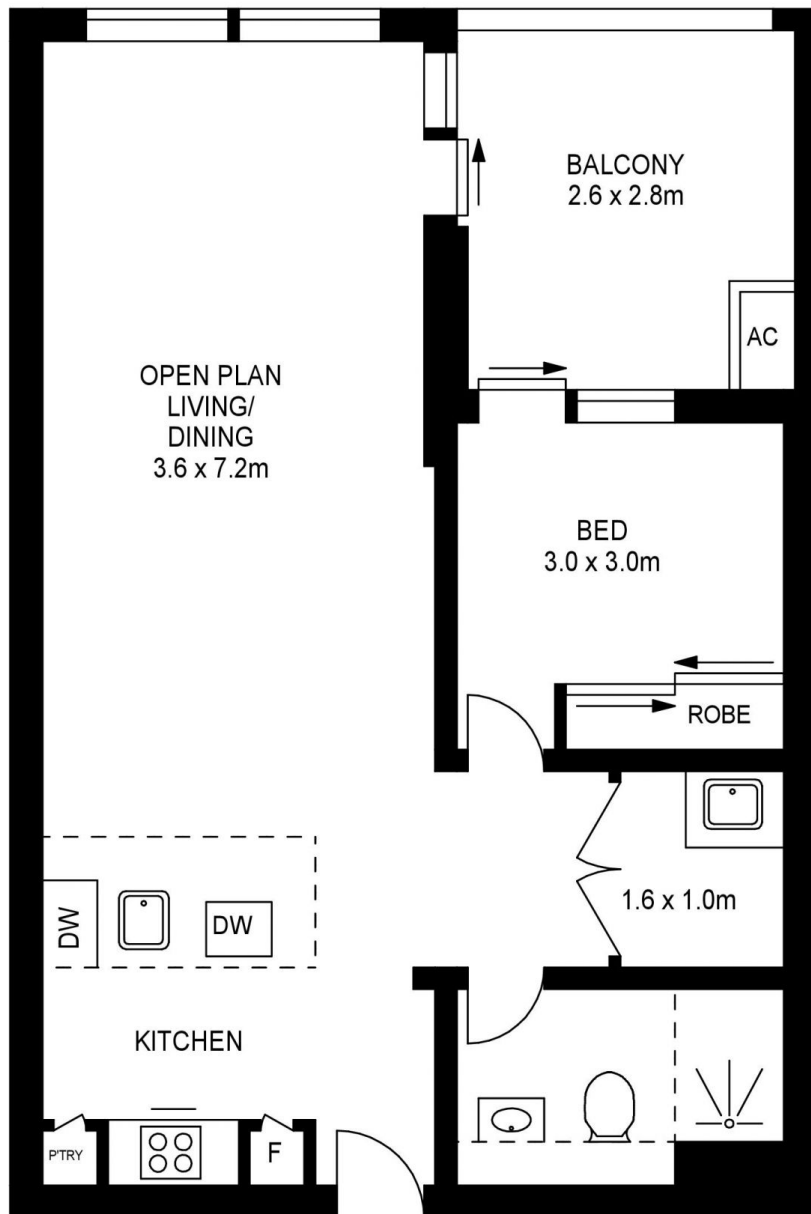 BALCONY
2.6 x 2.8m
AC
OPEN PLAN
LIVING/
DINING
3.6 x 7.2m
BED
3.0 x 3.0m
ROBE
1.6 x 1.0m
DW
DW
KITCHEN
P'TRY
F